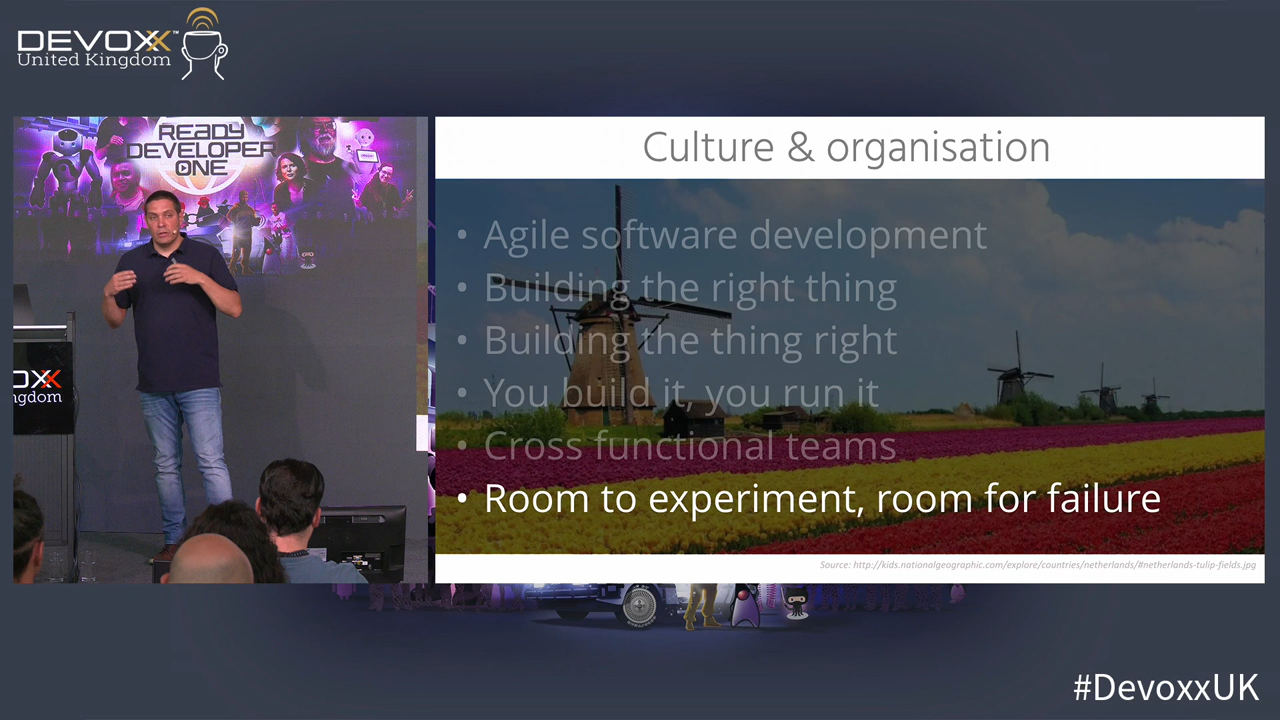 DEVOXX™
United Kingdom
READY
DEVELOPER
ONE
OXX
ngdom
Culture & organisation
• Agile software development
• Building the right thing
• Building the thing right
• You build it, you run it
• Cross functional teams
• Room to experiment, room for failure
Source: http://kids.nationalgeographic.com/explore/countries/netherlands/#netherlands-tulip-fields.jpg
#DevoxxUK